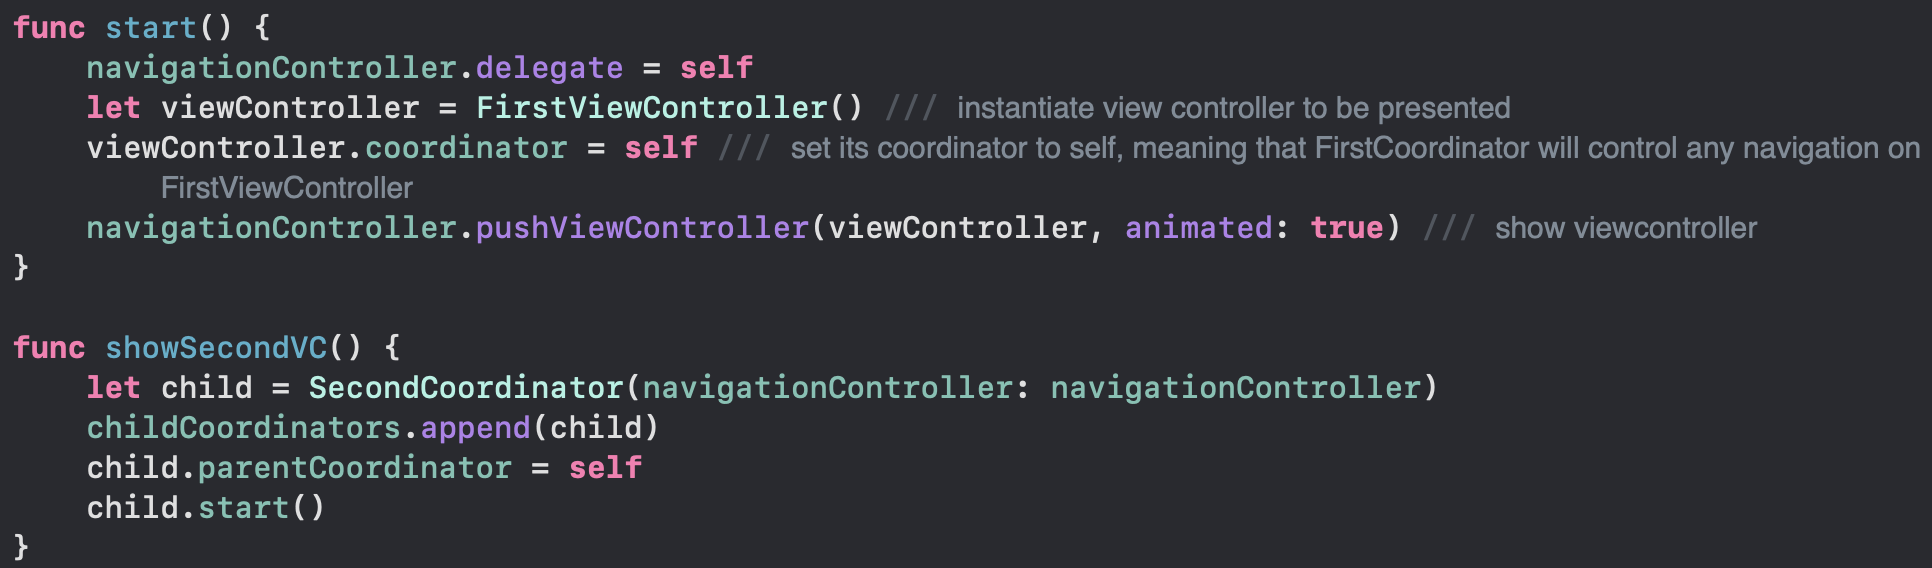 func start() {
navigationController.delegate = self
let viewController = FirstViewController() /// instantiate view controller to be presented
viewController.coordinator = self /// set its coordinator to self, meaning that FirstCoordinator will control any navigation on
FirstViewController
navigationController.pushViewController(viewController, animated: true) /// show viewcontroller
}
func showSecondVC() {
let child = SecondCoordinator(navigationController: navigationController)
childCoordinators.append(child)
child.parentCoordinator = self
child.start()
}